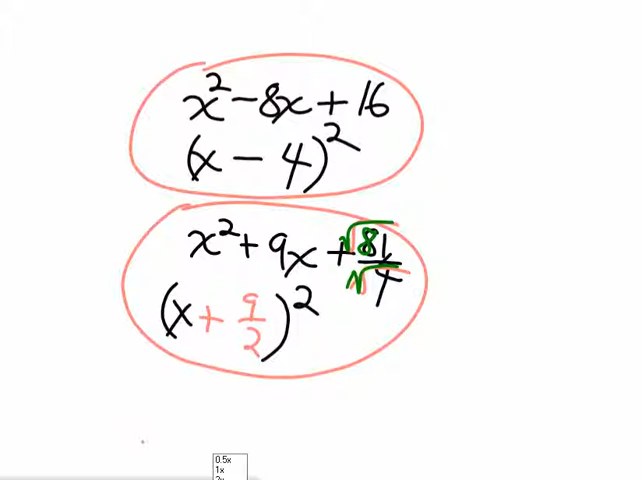 x² - 8x + 16
(x - 4)²
x² + 9x + √81/√4
(x + 9/2)²
0.5x
1x